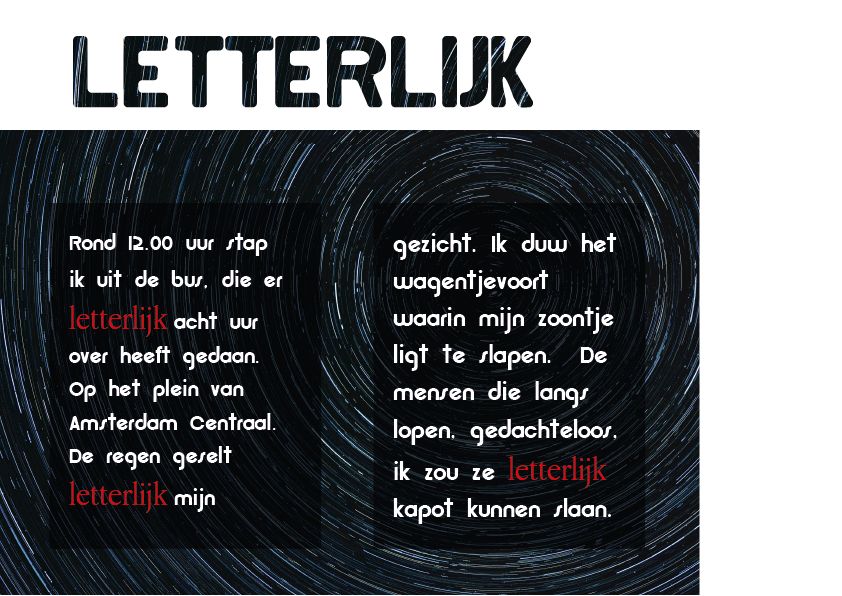 LETTERLIJK
Rond 12.00 uur stap
ik uit de bus, die er
letterlijk acht uur
over heeft gedaan.
Op het plein van
Amsterdam Centraal.
De regen geselt
letterlijk mijn
gezicht. Ik duw het
wagentjevoort
waarin mijn zoontje
ligt te slapen. De
mensen die langs
lopen, gedachteloos,
ik zou ze letterlijk
kapot kunnen slaan.